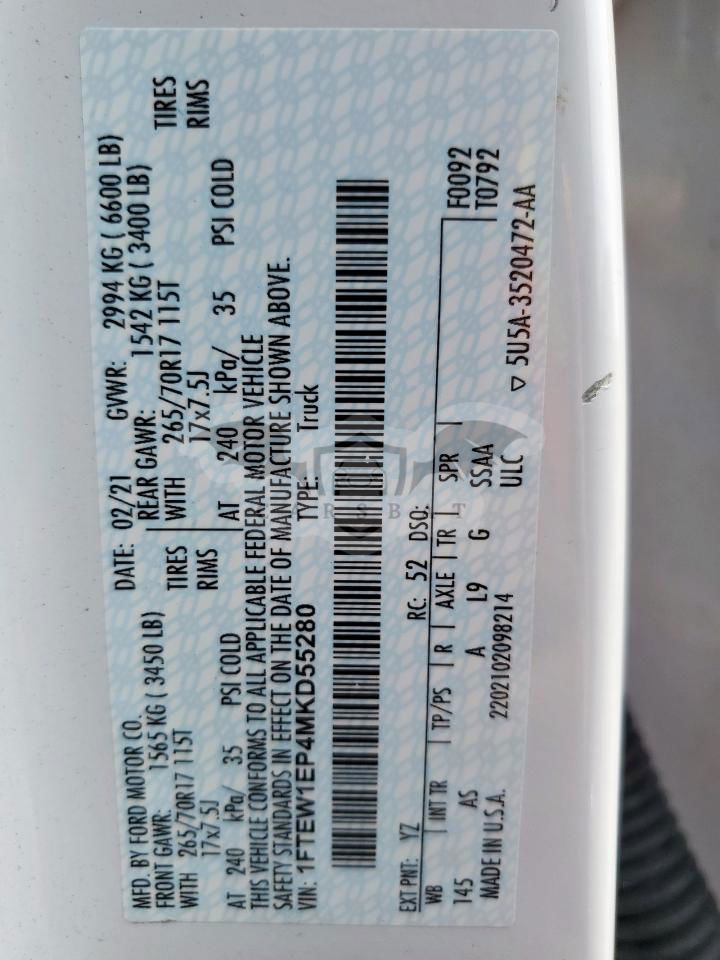 MFD. BY FORD MOTOR CO.
DATE: 02/21 GVWR: 2994 KG ( 6600 LB)
FRONT GAWR: 1565 KG ( 3450 LB) REAR GAWR: 1542 KG ( 3400 LB)
WITH 265/70R17 115T TIRES WITH 265/70R17 115T TIRES
17x7.5J RIMS 17x7.5J RIMS
AT 240 kPa/ 35 PSI COLD AT 240 kPa/ 35 PSI COLD
THIS VEHICLE CONFORMS TO ALL APPLICABLE FEDERAL MOTOR VEHICLE
SAFETY STANDARDS IN EFFECT ON THE DATE OF MANUFACTURE SHOWN ABOVE.
VIN: 1FTEW1EP4MKD55280 TYPE: Truck
EXT PNT: YZ RC: 52 DSO:
WB INT TR TP/PS R AXLE TR SPR F0092
145 AS A L9 G SSAA T0792
MADE IN U.S.A. 2202102098214 ULC
▽ 5U5A-3520472-AA